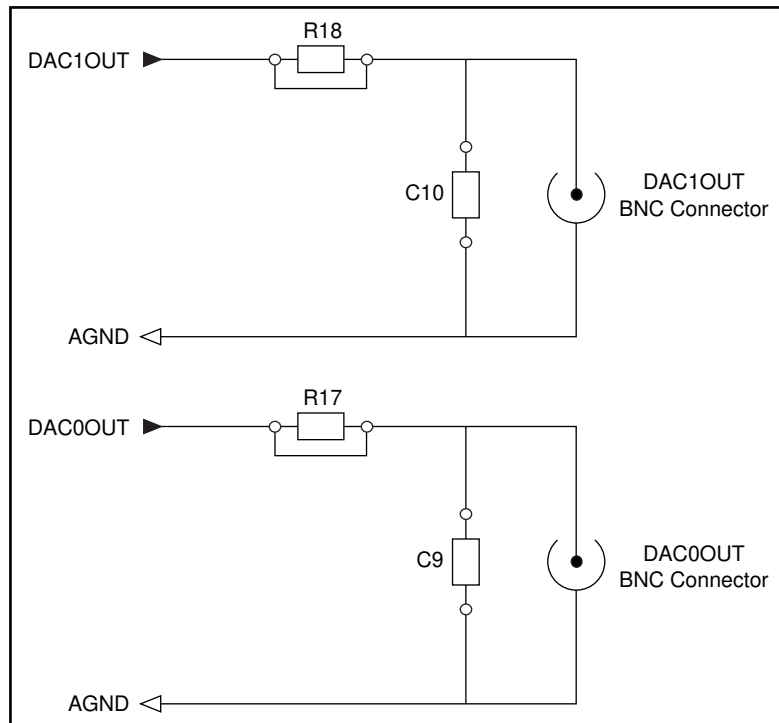 R18
DAC1OUT
C10
DAC1OUT
BNC Connector
AGND
R17
DAC0OUT
C9
DAC0OUT
BNC Connector
AGND